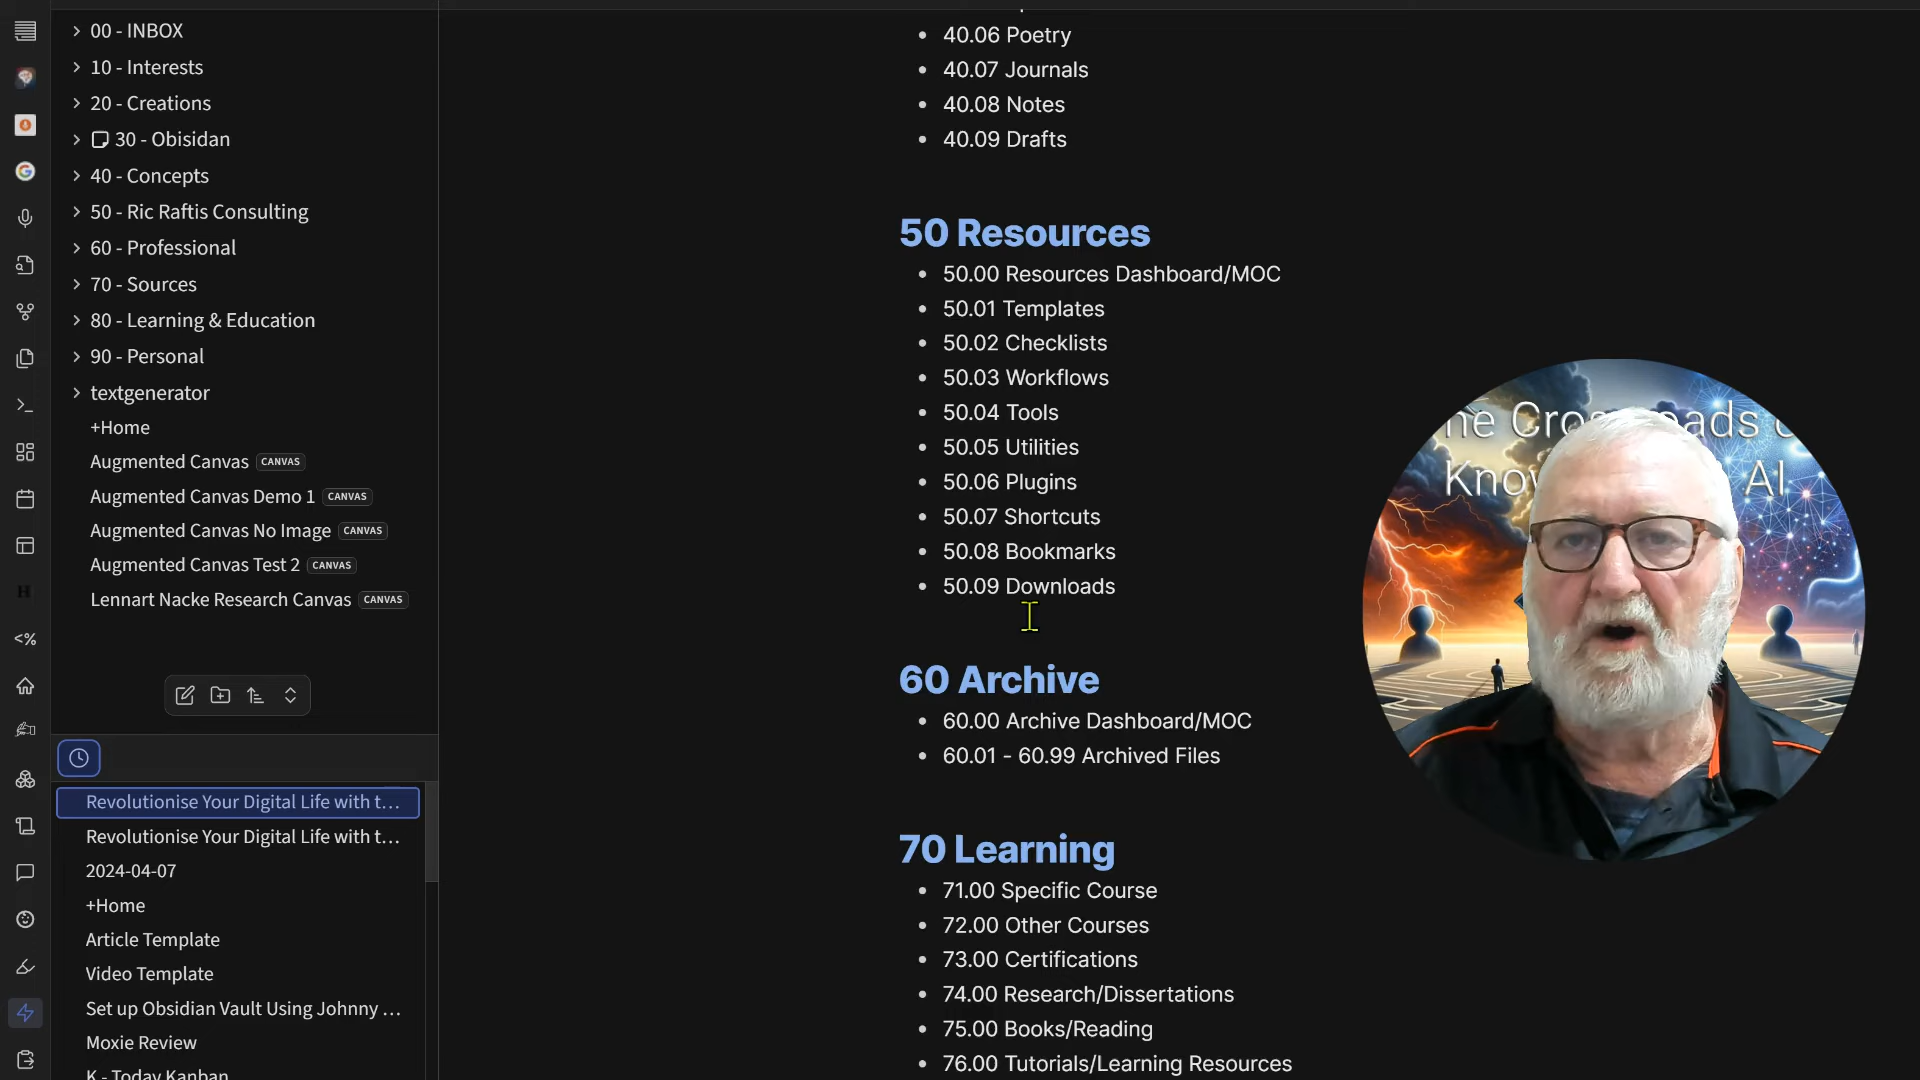 00 - INBOX
10 - Interests
20 - Creations
30 - Obisidan
40 - Concepts
50 - Ric Raftis Consulting
60 - Professional
70 - Sources
80 - Learning & Education
90 - Personal
textgenerator
+Home
Augmented Canvas CANVAS
Augmented Canvas Demo 1 CANVAS
Augmented Canvas No Image CANVAS
Augmented Canvas Test 2 CANVAS
Lennart Nacke Research Canvas CANVAS
Revolutionise Your Digital Life with t...
Revolutionise Your Digital Life with t...
2024-04-07
+Home
Article Template
Video Template
Set up Obsidian Vault Using Johnny ...
Moxie Review
K - Today Kanban
40.06 Poetry
40.07 Journals
40.08 Notes
40.09 Drafts
50 Resources
50.00 Resources Dashboard/MOC
50.01 Templates
50.02 Checklists
50.03 Workflows
50.04 Tools
50.05 Utilities
50.06 Plugins
50.07 Shortcuts
50.08 Bookmarks
50.09 Downloads
60 Archive
60.00 Archive Dashboard/MOC
60.01 - 60.99 Archived Files
70 Learning
71.00 Specific Course
72.00 Other Courses
73.00 Certifications
74.00 Research/Dissertations
75.00 Books/Reading
76.00 Tutorials/Learning Resources
AI